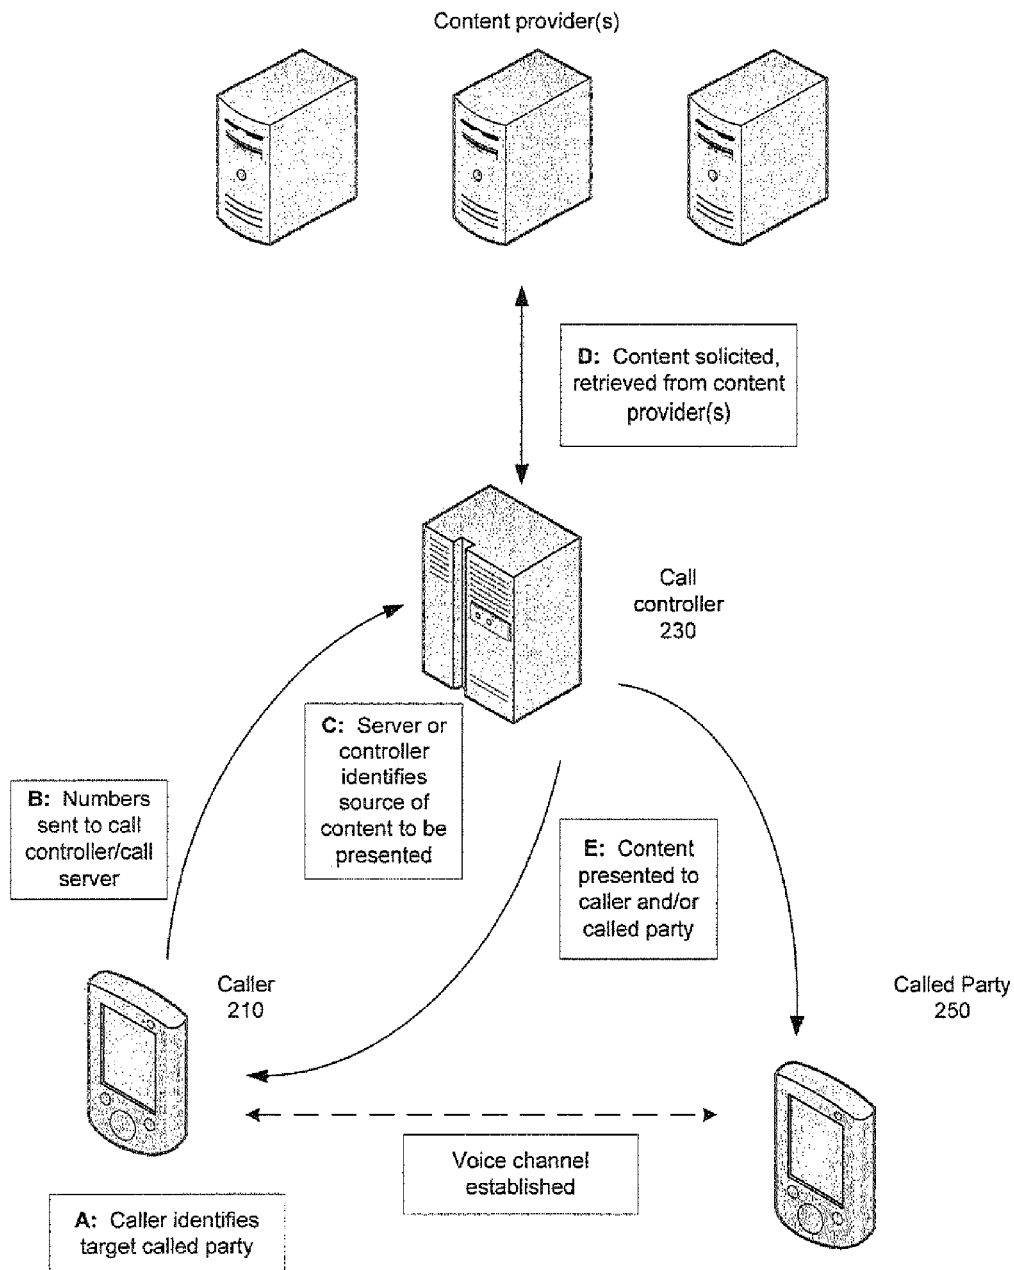 Content provider(s)
D: Content solicited,
retrieved from content
provider(s)
Call
controller
230
C: Server or
controller
identifies
source of
content to be
presented
B: Numbers
sent to call
controller/call
server
E: Content
presented to
caller and/or
called party
Caller
210
Called Party
250
Voice channel
established
A: Caller identifies
target called party